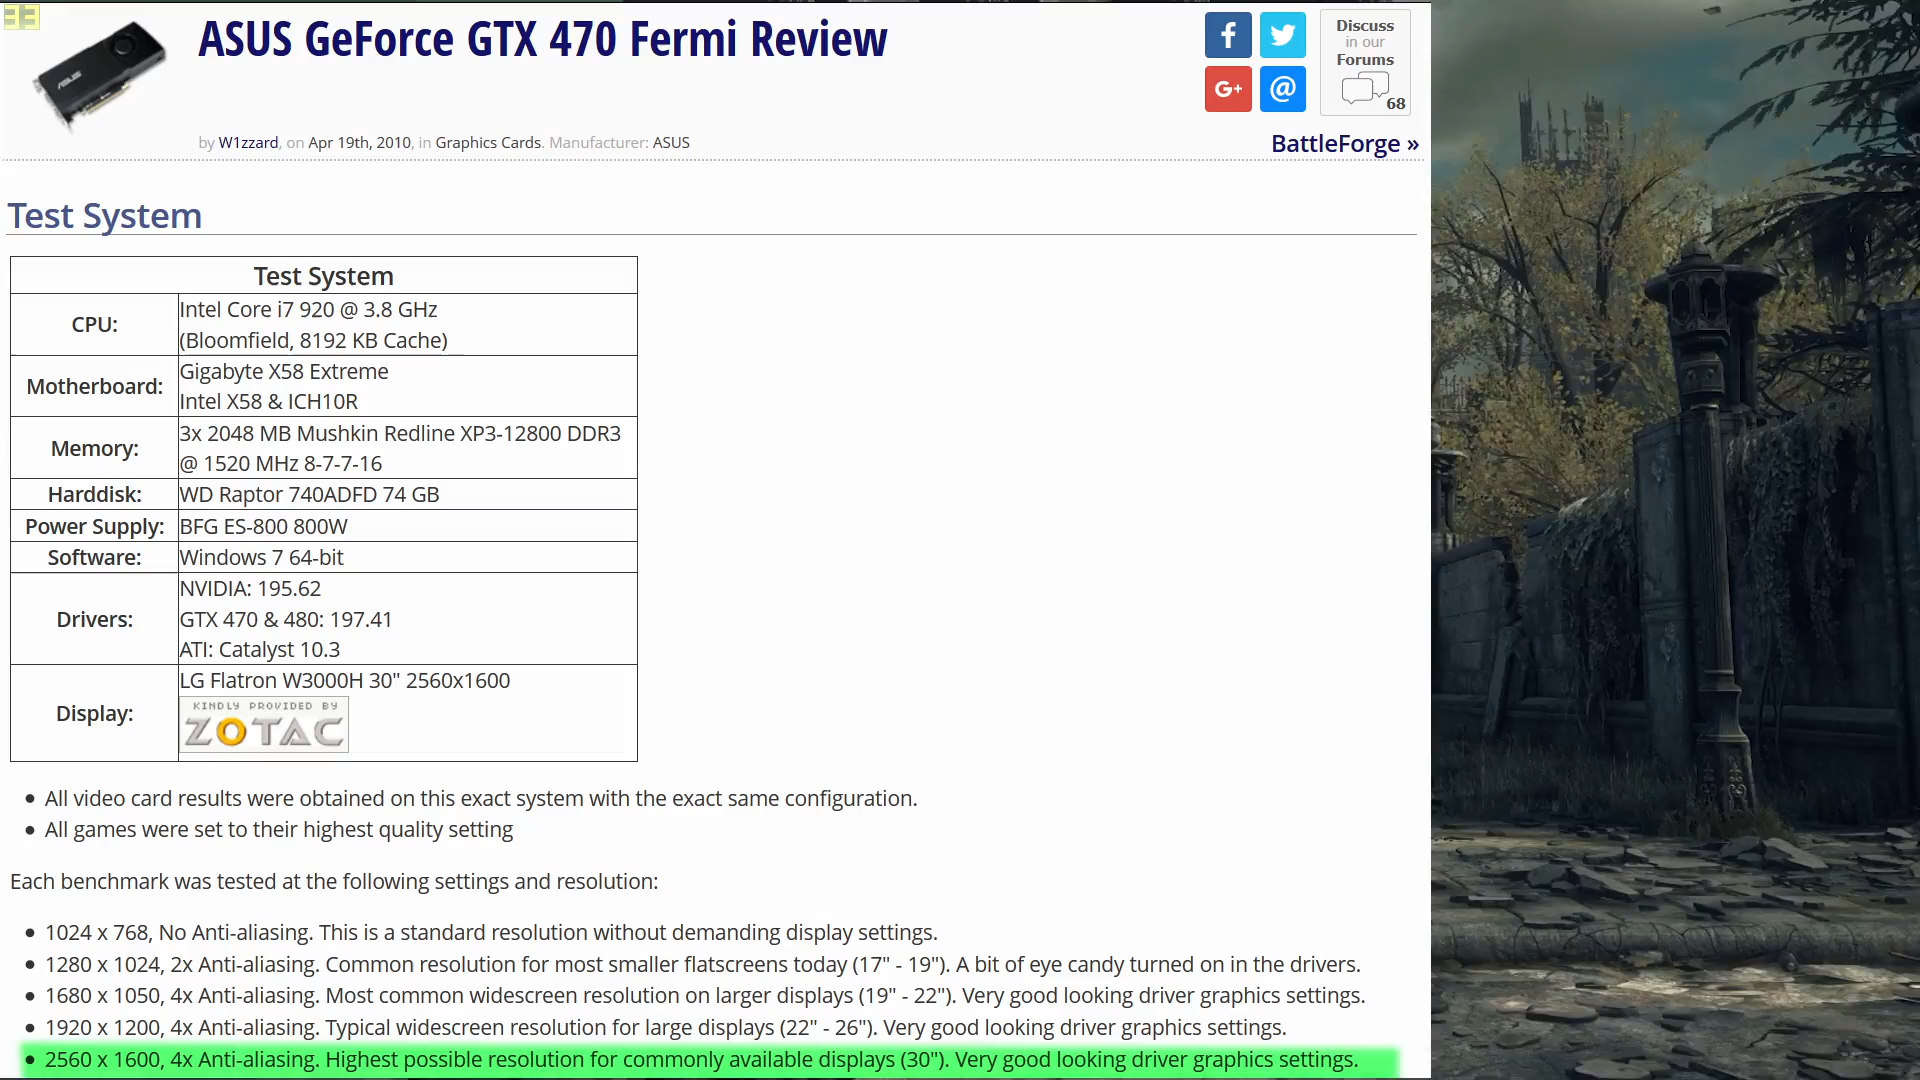 ASUS GeForce GTX 470 Fermi Review
Discuss
in our
Forums
68
G+
@
by W1zzard, on Apr 19th, 2010, in Graphics Cards. Manufacturer: ASUS
BattleForge »
Test System
Test System
CPU:
Intel Core i7 920 @ 3.8 GHz
(Bloomfield, 8192 KB Cache)
Motherboard:
Gigabyte X58 Extreme
Intel X58 & ICH10R
Memory:
3x 2048 MB Mushkin Redline XP3-12800 DDR3
@ 1520 MHz 8-7-7-16
Harddisk:
WD Raptor 740ADFD 74 GB
Power Supply:
BFG ES-800 800W
Software:
Windows 7 64-bit
Drivers:
NVIDIA: 195.62
GTX 470 & 480: 197.41
ATI: Catalyst 10.3
Display:
LG Flatron W3000H 30" 2560x1600
KINDLY PROVIDED BY
ZOTAC
• All video card results were obtained on this exact system with the exact same configuration.
• All games were set to their highest quality setting
Each benchmark was tested at the following settings and resolution:
• 1024 x 768, No Anti-aliasing. This is a standard resolution without demanding display settings.
• 1280 x 1024, 2x Anti-aliasing. Common resolution for most smaller flatscreens today (17" - 19"). A bit of eye candy turned on in the drivers.
• 1680 x 1050, 4x Anti-aliasing. Most common widescreen resolution on larger displays (19" - 22"). Very good looking driver graphics settings.
• 1920 x 1200, 4x Anti-aliasing. Typical widescreen resolution for large displays (22" - 26"). Very good looking driver graphics settings.
• 2560 x 1600, 4x Anti-aliasing. Highest possible resolution for commonly available displays (30"). Very good looking driver graphics settings.